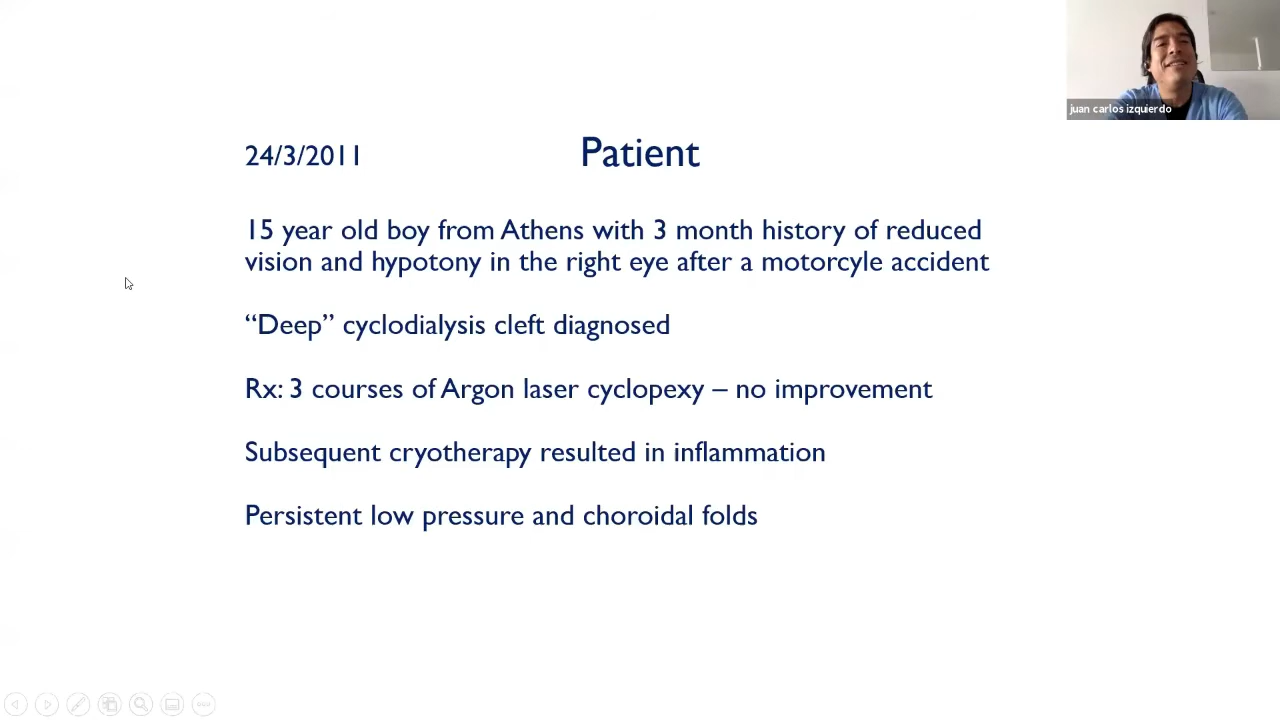 juan carlos izquierdo
24/3/2011
Patient
15 year old boy from Athens with 3 month history of reduced
vision and hypotony in the right eye after a motorcyle accident
“Deep” cyclodialysis cleft diagnosed
Rx: 3 courses of Argon laser cyclopexy – no improvement
Subsequent cryotherapy resulted in inflammation
Persistent low pressure and choroidal folds